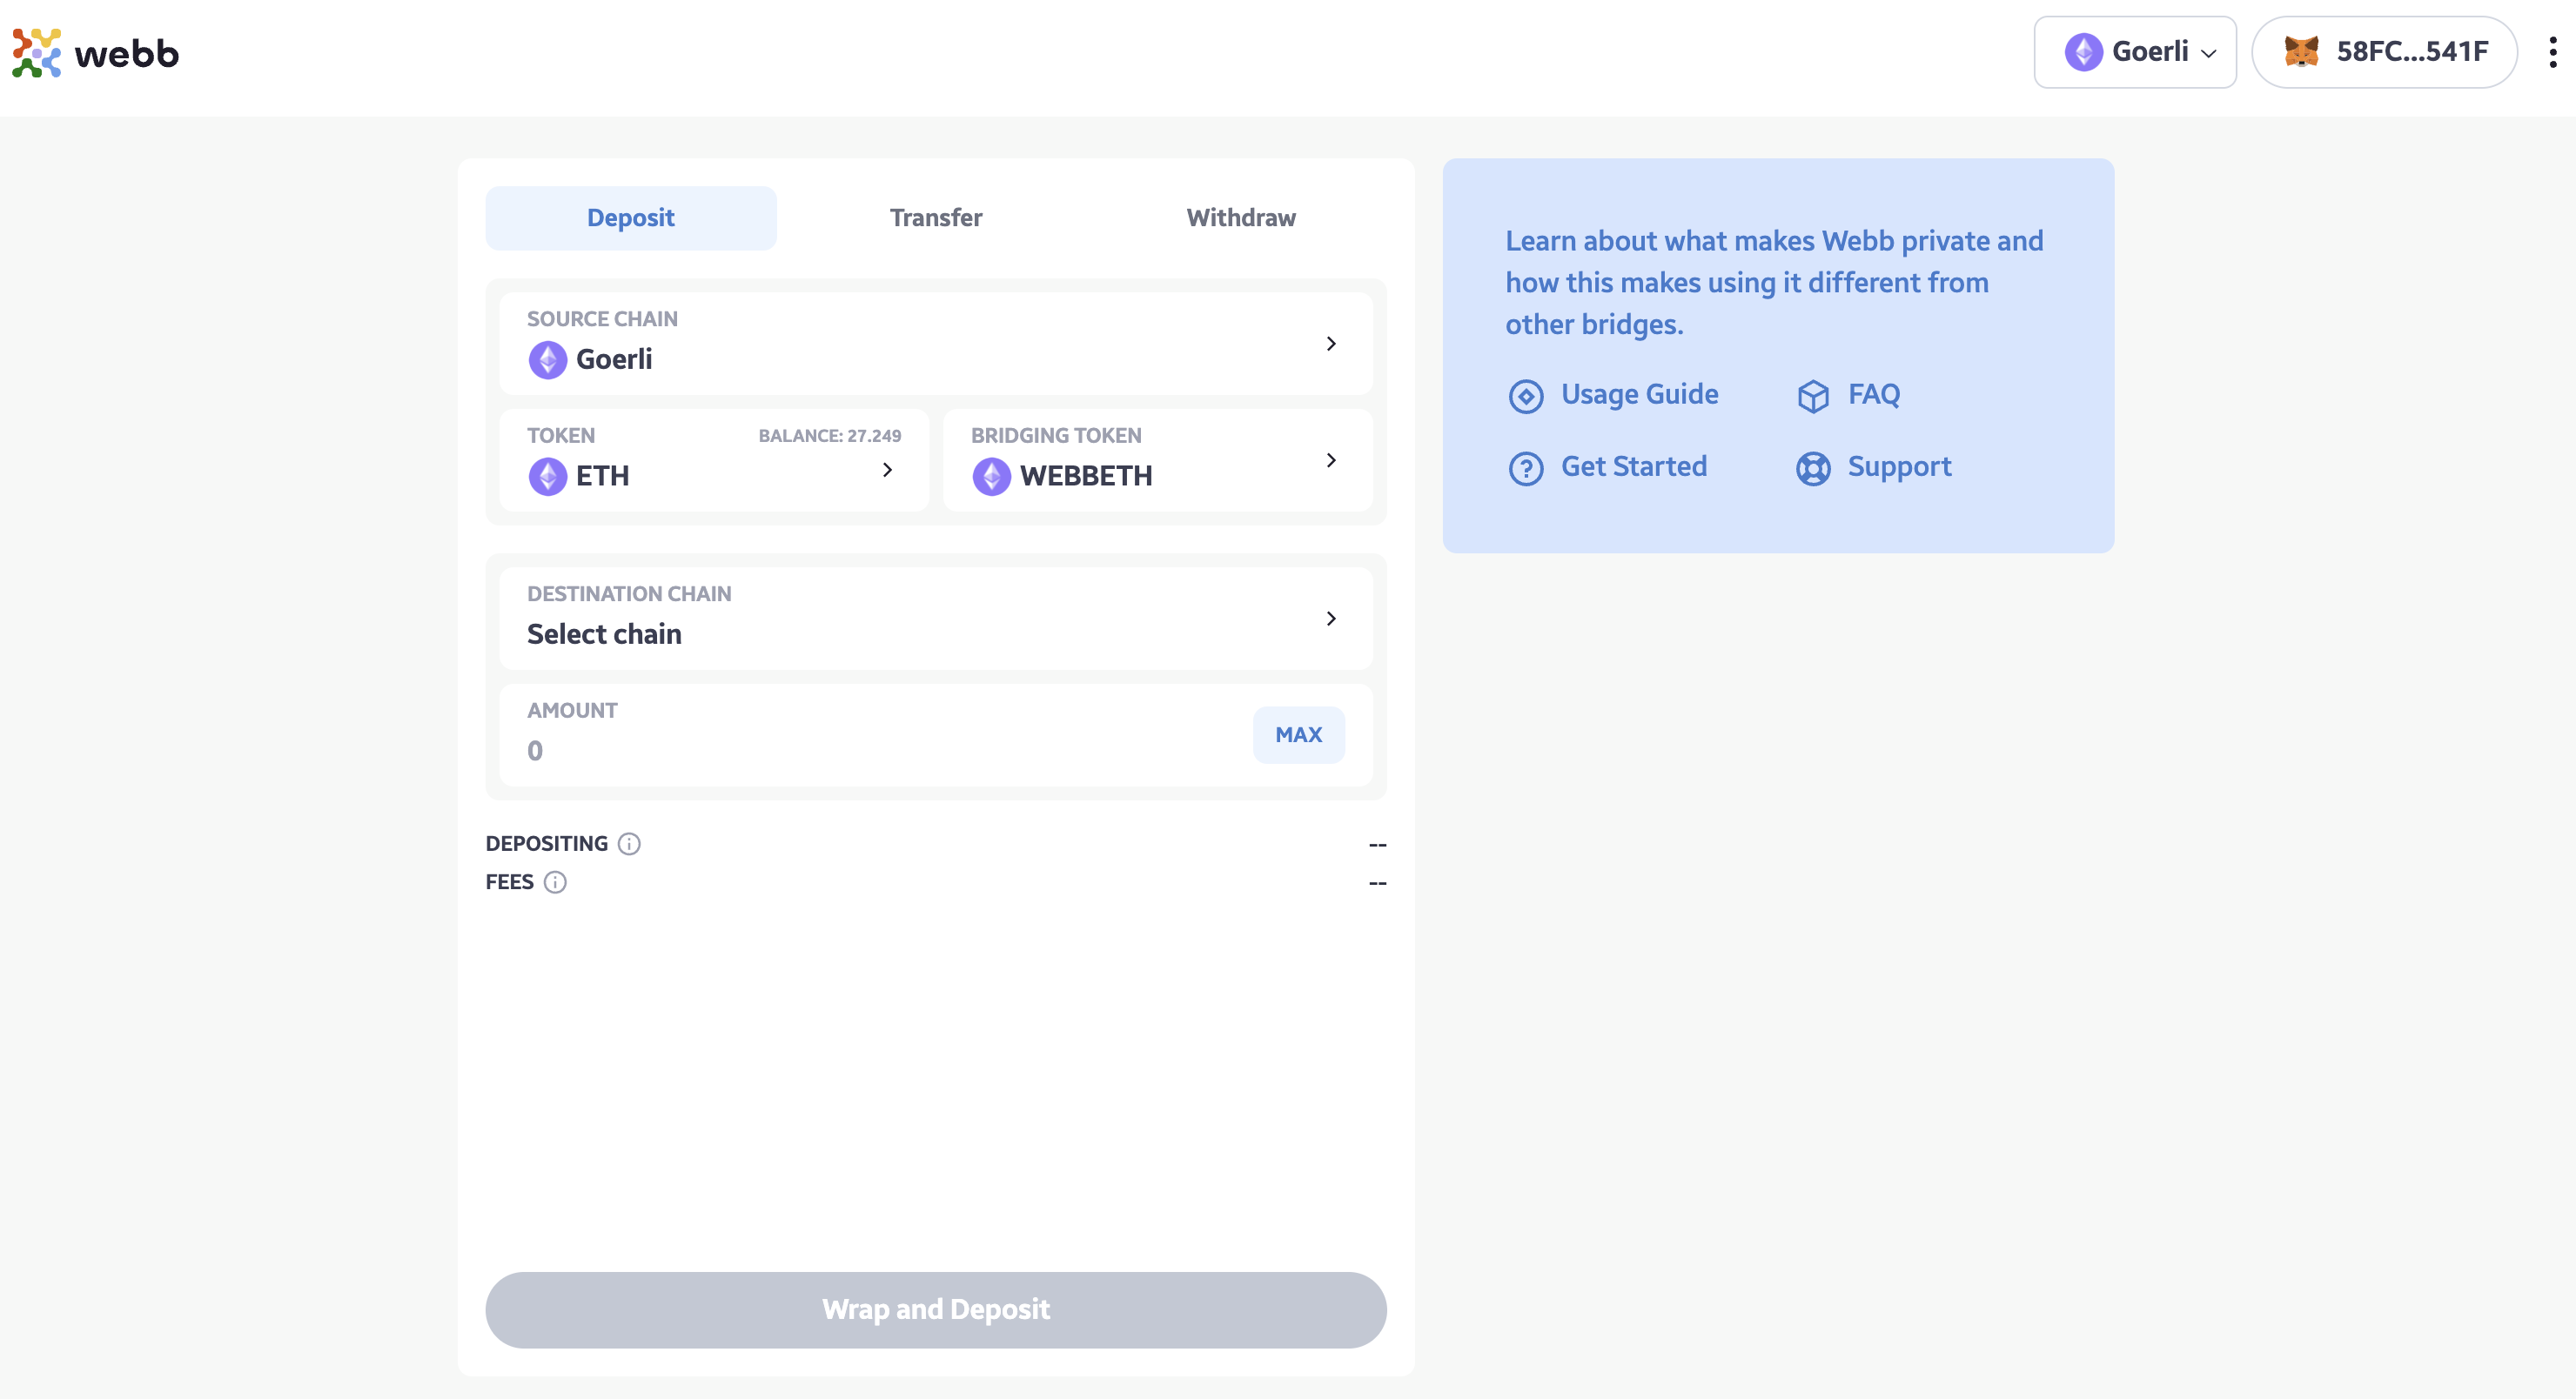 webb
Goerli
58FC...541F
Deposit
Transfer
Withdraw
SOURCE CHAIN
Goerli
TOKEN
BALANCE: 27.249
ETH
BRIDGING TOKEN
WEBBETH
DESTINATION CHAIN
Select chain
AMOUNT
0
MAX
DEPOSITING
--
FEES
--
Wrap and Deposit
Learn about what makes Webb private and
how this makes using it different from
other bridges.
Usage Guide
FAQ
Get Started
Support